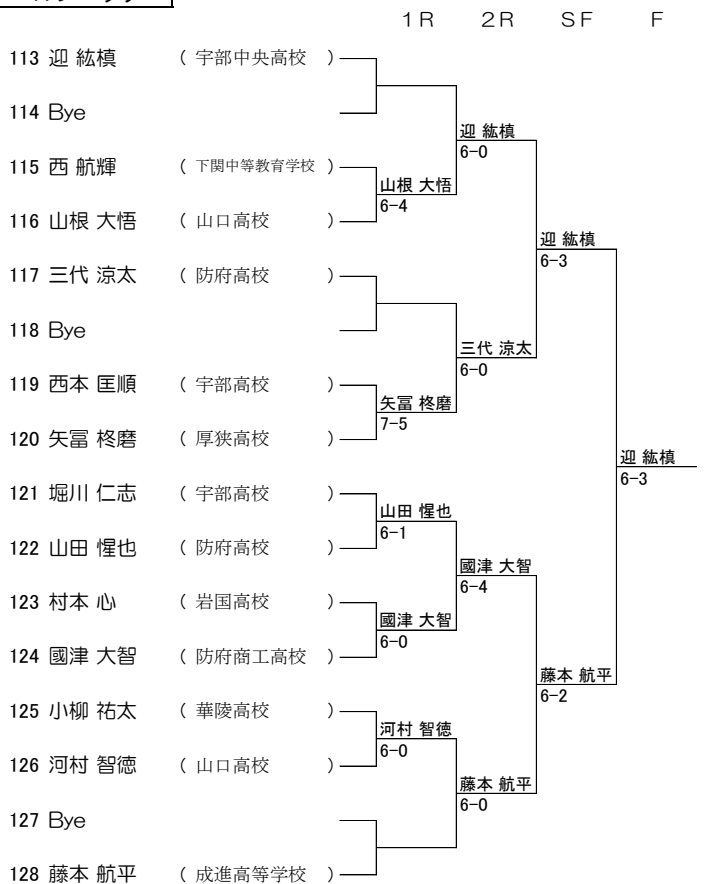 1R 2R SF F
113 迎 紘槙 ( 宇部中央高校 )
114 Bye
迎 紘槙
6-0
115 西 航輝 ( 下関中等教育学校 )
山根 大悟
6-4
116 山根 大悟 ( 山口高校 )
迎 紘槙
6-3
117 三代 涼太 ( 防府高校 )
118 Bye
三代 涼太
6-0
119 西本 匡順 ( 宇部高校 )
矢冨 柊磨
7-5
120 矢冨 柊磨 ( 厚狭高校 )
迎 紘槙
6-3
121 堀川 仁志 ( 宇部高校 )
山田 惺也
6-1
122 山田 惺也 ( 防府高校 )
國津 大智
6-4
123 村本 心 ( 岩国高校 )
國津 大智
6-0
124 國津 大智 ( 防府商工高校 )
藤本 航平
6-2
125 小柳 祐太 ( 華陵高校 )
河村 智徳
6-0
126 河村 智徳 ( 山口高校 )
藤本 航平
6-0
127 Bye
128 藤本 航平 ( 成進高等学校 )